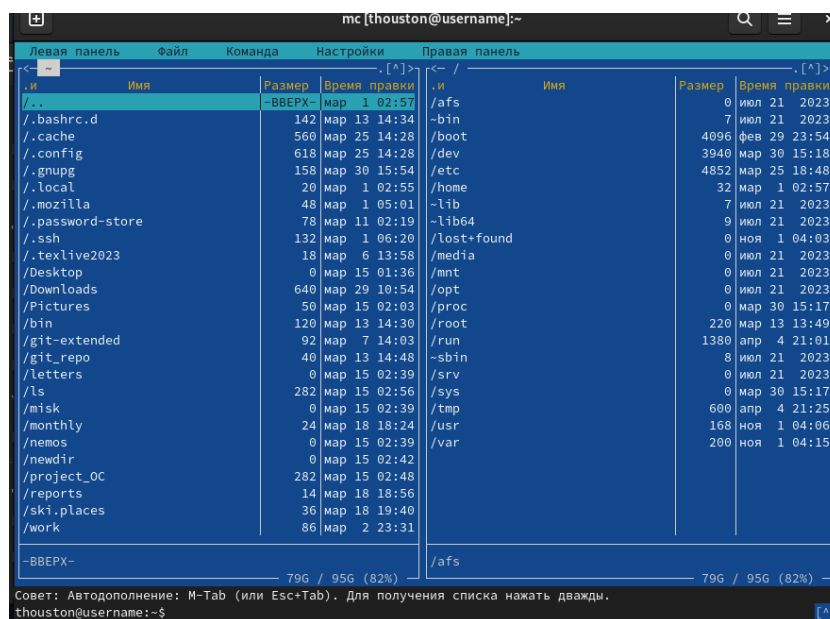 mc [thouston@username]:~
Левая панель Файл Команда Настройки Правая панель
<— ~ .[^]> <— / .[^]>
.и Имя Размер Время правки .и Имя Размер Время правки
/.. -ВВЕРХ- мар 1 02:57 /afs 0 июл 21 2023
/.bashrc.d 142 мар 13 14:34 ~bin 7 июл 21 2023
/.cache 560 мар 25 14:28 /boot 4096 фев 29 23:54
/.config 618 мар 25 14:28 /dev 3940 мар 30 15:18
/.gnupg 158 мар 30 15:54 /etc 4852 мар 25 18:48
/.local 20 мар 1 02:55 /home 32 мар 1 02:57
/.mozilla 48 мар 1 05:01 ~lib 7 июл 21 2023
/.password-store 78 мар 11 02:19 ~lib64 9 июл 21 2023
/.ssh 132 мар 1 06:20 /lost+found 0 ноя 1 04:03
/.texlive2023 18 мар 6 13:58 /media 0 июл 21 2023
/Desktop 0 мар 15 01:36 /mnt 0 июл 21 2023
/Downloads 640 мар 29 10:54 /opt 0 июл 21 2023
/Pictures 50 мар 15 02:03 /proc 0 мар 30 15:17
/bin 120 мар 13 14:30 /root 220 мар 13 13:49
/git-extended 92 мар 7 14:03 /run 1380 апр 4 21:01
/git_repo 40 мар 13 14:48 ~sbin 8 июл 21 2023
/letters 0 мар 15 02:39 /srv 0 июл 21 2023
/ls 282 мар 15 02:56 /sys 0 мар 30 15:17
/misk 0 мар 15 02:39 /tmp 600 апр 4 21:25
/monthly 24 мар 18 18:24 /usr 168 ноя 1 04:06
/nemos 0 мар 15 02:39 /var 200 ноя 1 04:15
/newdir 0 мар 15 02:42
/project_OC 282 мар 15 02:48
/reports 14 мар 18 18:56
/ski.places 36 мар 18 19:40
/work 86 мар 2 23:31
-ВВЕРХ- /afs
79G / 95G (82%) 79G / 95G (82%)
Совет: Автодополнение: M-Tab (или Esc+Tab). Для получения списка нажать дважды.
thouston@username:~$ [^